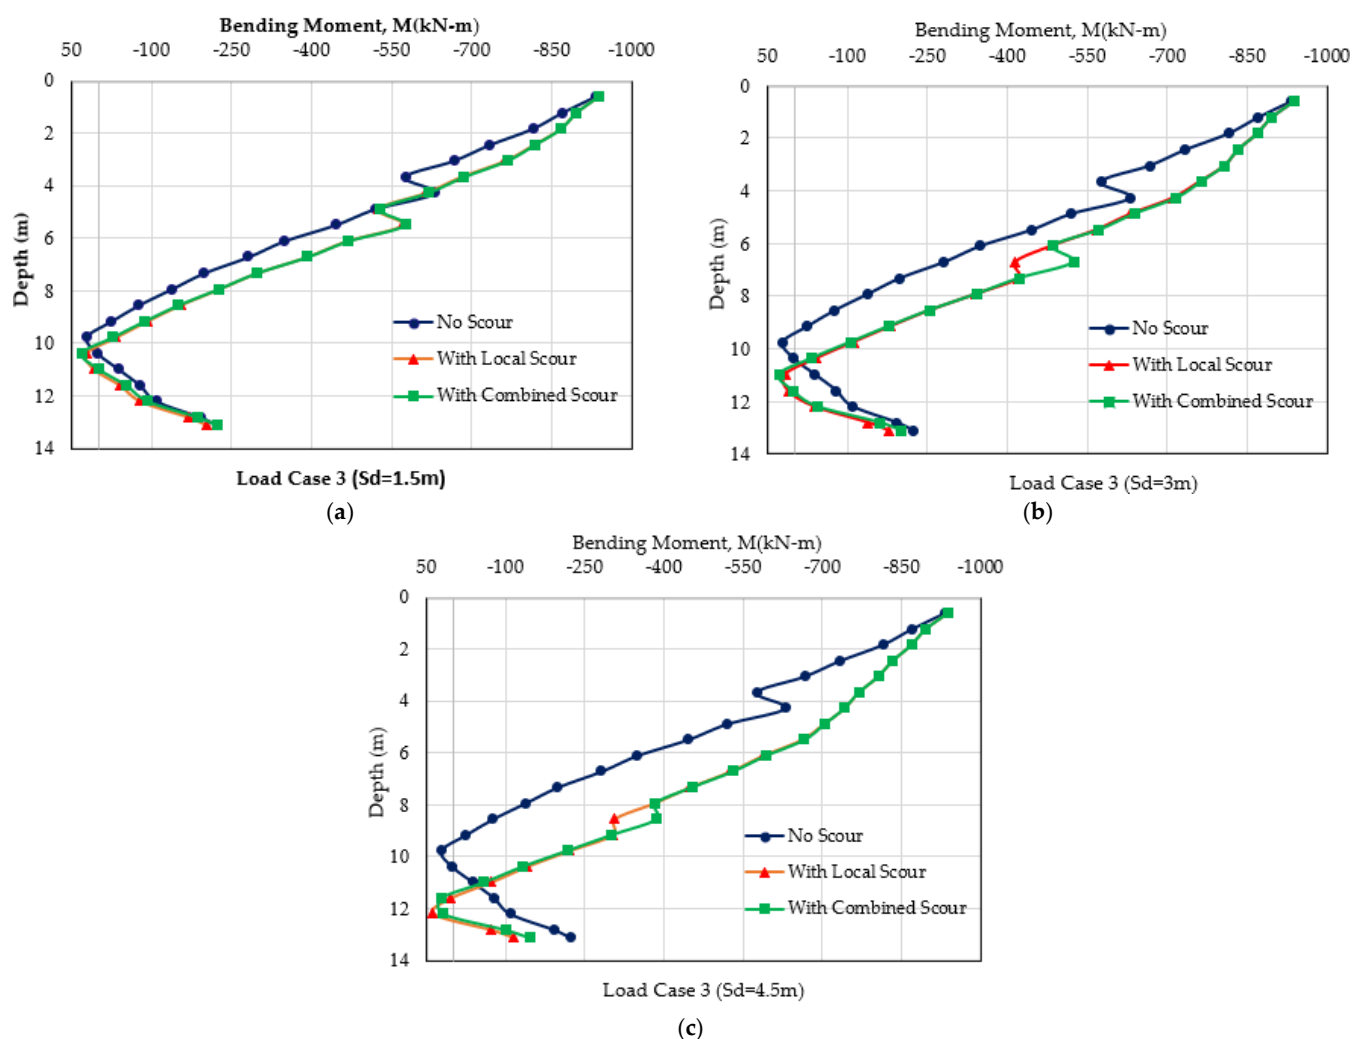 Bending Moment, M(kN-m)
50 -100 -250 -400 -550 -700 -850 -1000
0
2
4
6
8
10
12
14
Depth (m)
No Scour
With Local Scour
With Combined Scour
Load Case 3 (Sd=1.5m)
(a)
Bending Moment, M(kN-m)
50 -100 -250 -400 -550 -700 -850 -1000
0
2
4
6
8
10
12
14
Depth (m)
No Scour
With Local Scour
With Combined Scour
Load Case 3 (Sd=3m)
(b)
Bending Moment, M(kN-m)
50 -100 -250 -400 -550 -700 -850 -1000
0
2
4
6
8
10
12
14
Depth (m)
No Scour
With Local Scour
With Combined Scour
Load Case 3 (Sd=4.5m)
(c)